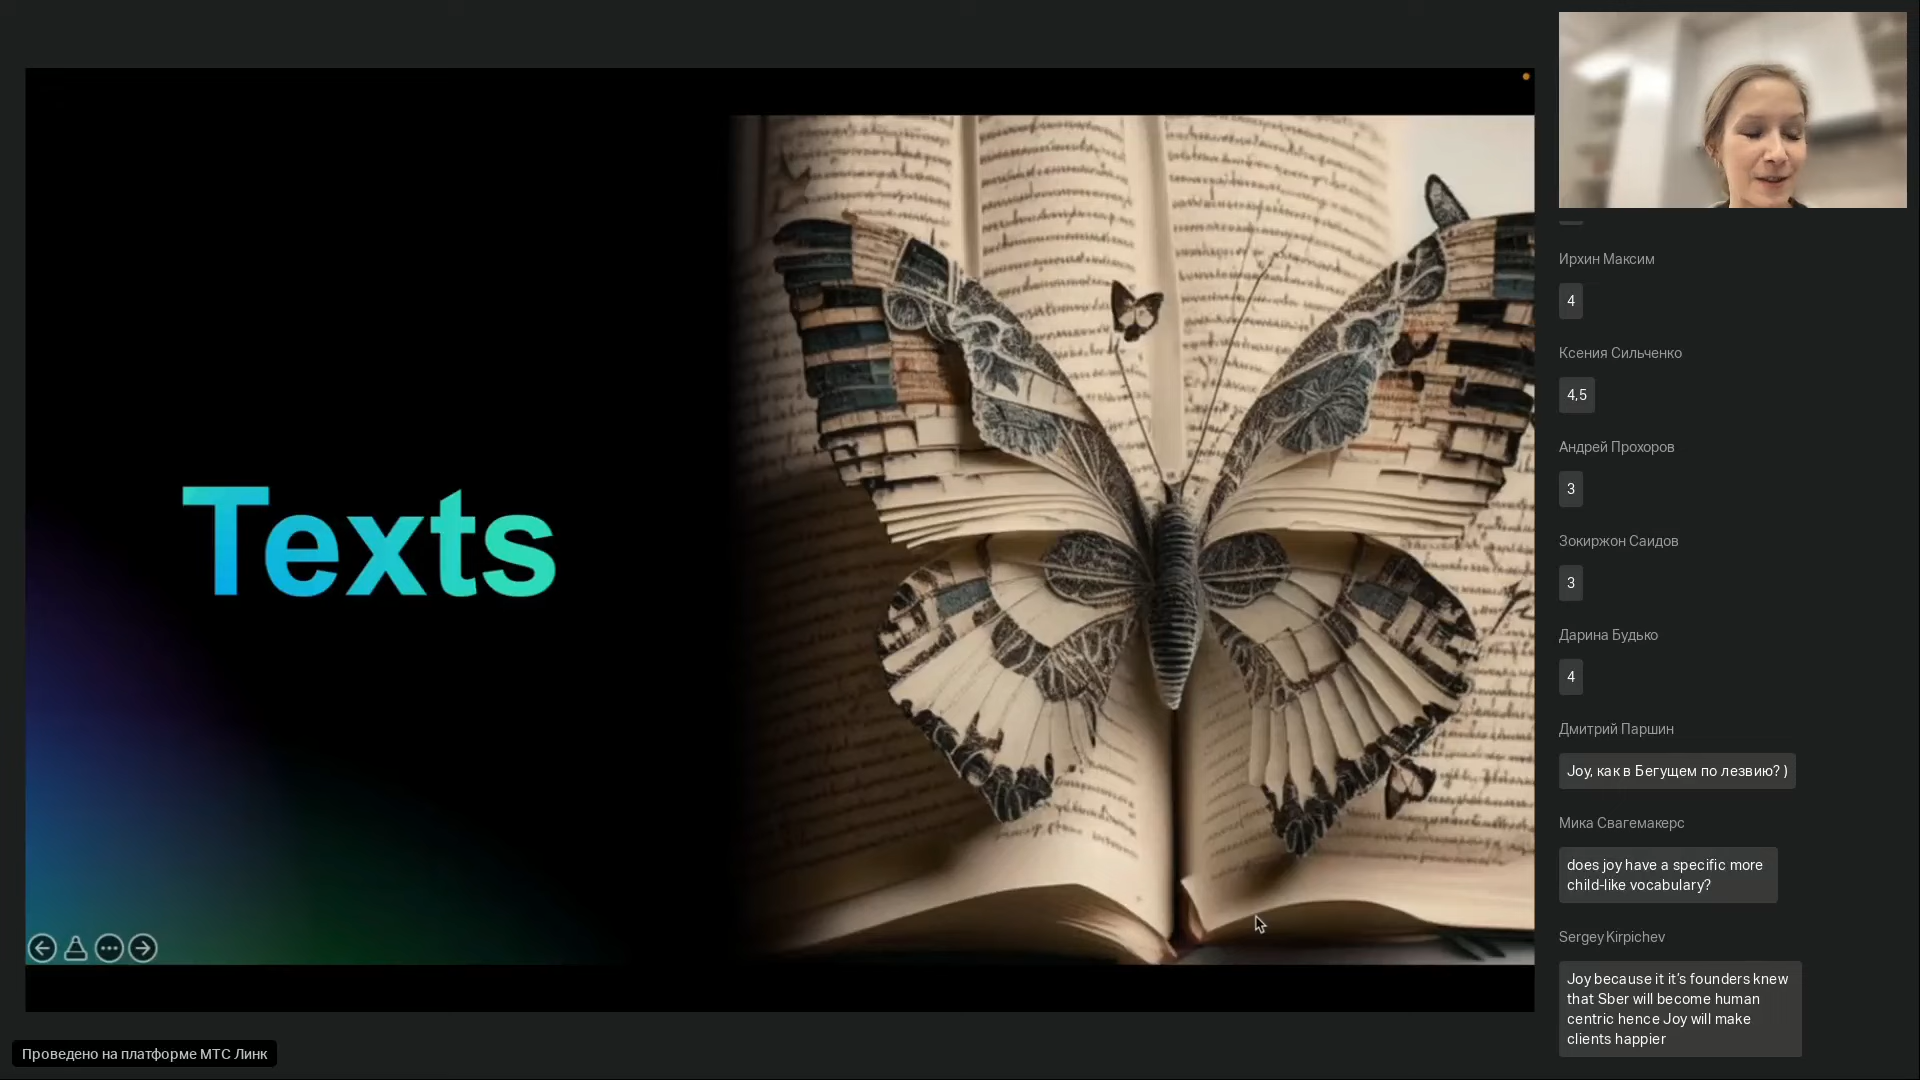 Texts
Ирхин Максим
4
Ксения Сильченко
4,5
Андрей Прохоров
3
Зокиржон Саидов
3
Дарина Будько
4
Дмитрий Паршин
Joy, как в Бегущем по лезвию? )
Мика Свагемакерс
does joy have a specific more
child-like vocabulary?
Sergey Kirpichev
Joy because it it's founders knew
that Sber will become human
centric hence Joy will make
clients happier
Проведено на платформе МТС Линк